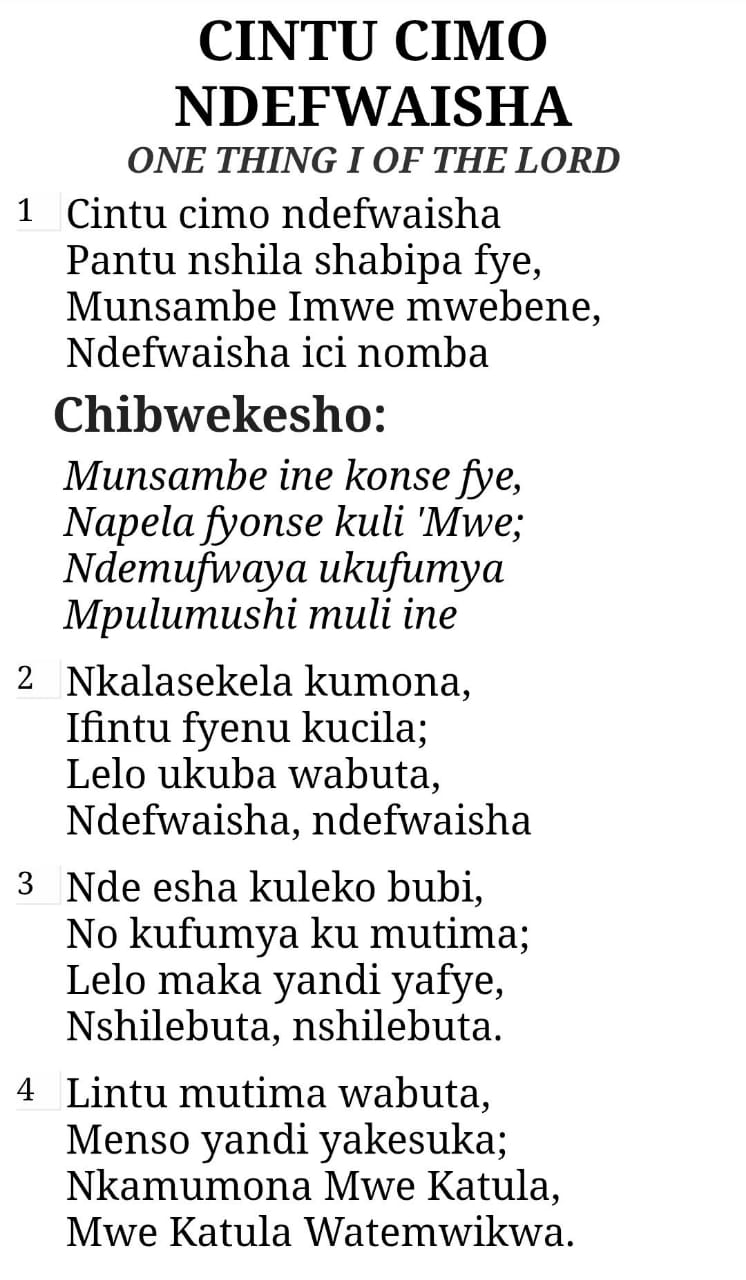 CINTU CIMO
NDEFWAISHA
ONE THING I OF THE LORD
1 Cintu cimo ndefwaisha
Pantu nshila shabipa fye,
Munsambe Imwe mwebene,
Ndefwaisha ici nomba
Chibwekesho:
Munsambe ine konse fye,
Napela fyonse kuli 'Mwe;
Ndemufwaya ukufumya
Mpulumushi muli ine
2 Nkalasekela kumona,
Ifintu fyenu kucila;
Lelo ukuba wabuta,
Ndefwaisha, ndefwaisha
3 Nde esha kuleko bubi,
No kufumya ku mutima;
Lelo maka yandi yafye,
Nshilebuta, nshilebuta.
4 Lintu mutima wabuta,
Menso yandi yakesuka;
Nkamumona Mwe Katula,
Mwe Katula Watemwikwa.